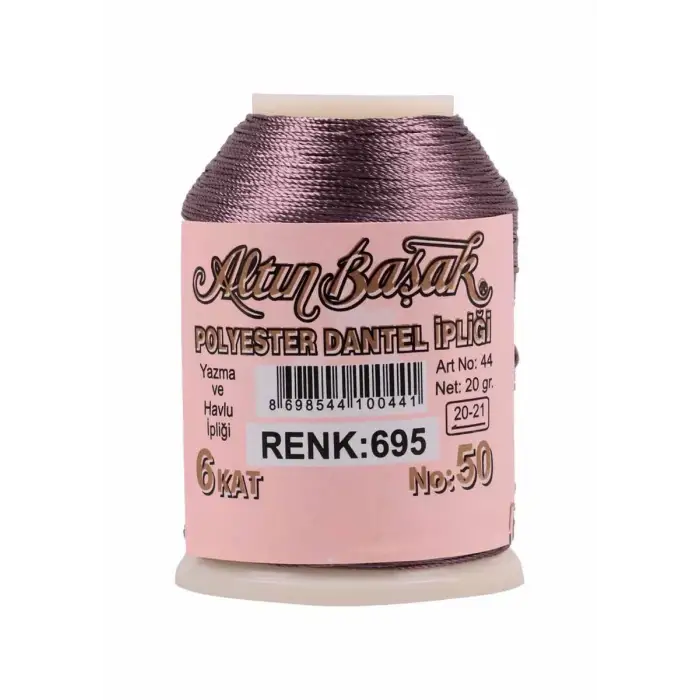 Altın Başak ®
POLYESTER DANTEL İPLİĞİ
Yazma
ve
Havlu
İpliği
8 698544 100441
Art No: 44
Net: 20 gr.
20-21
RENK:695
6 KAT
No: 50